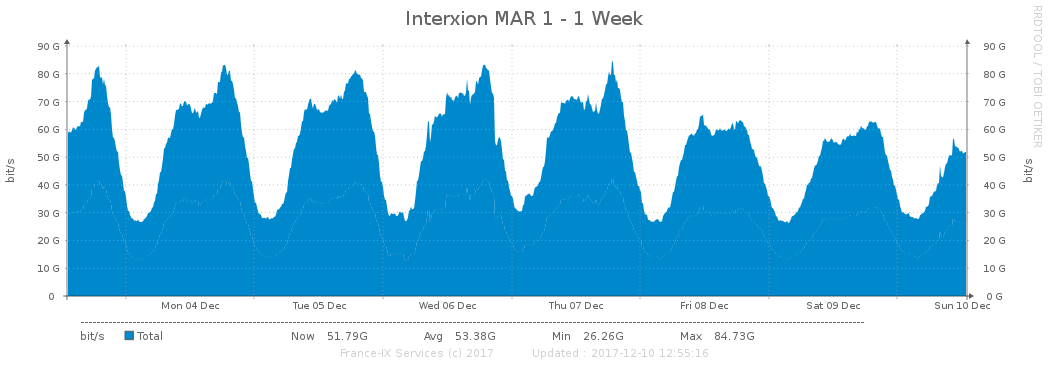 Interxion MAR 1 - 1 Week
RRDTOOL / TOBI OETIKER
90 G 90 G
80 G 80 G
70 G 70 G
60 G 60 G
50 G 50 G
40 G 40 G
30 G 30 G
20 G 20 G
10 G 10 G
0 0 G
bit/s
bit/s
Mon 04 Dec Tue 05 Dec Wed 06 Dec Thu 07 Dec Fri 08 Dec Sat 09 Dec Sun 10 Dec
bit/s Total Now 51.79G Avg 53.38G Min 26.26G Max 84.73G
France-IX Services (c) 2017 Updated : 2017-12-10 12:55:16